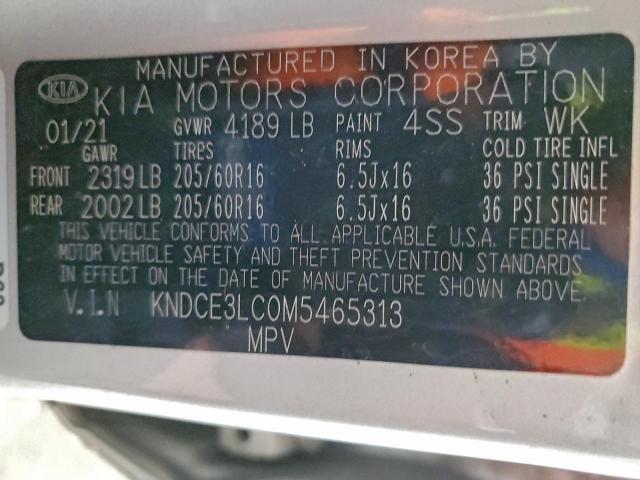 MANUFACTURED IN KOREA BY
KIA KIA MOTORS CORPORATION
01/21 GVWR 4189 LB PAINT 4SS TRIM WK
GAWR TIRES RIMS COLD TIRE INFL
FRONT 2319 LB 205/60R16 6.5Jx16 36 PSI SINGLE
REAR 2002 LB 205/60R16 6.5Jx16 36 PSI SINGLE
THIS VEHICLE CONFORMS TO ALL APPLICABLE U.S.A. FEDERAL
MOTOR VEHICLE SAFETY AND THEFT PREVENTION STANDARDS
IN EFFECT ON THE DATE OF MANUFACTURE SHOWN ABOVE.
V.I.N KNDCE3LC0M5465313
MPV